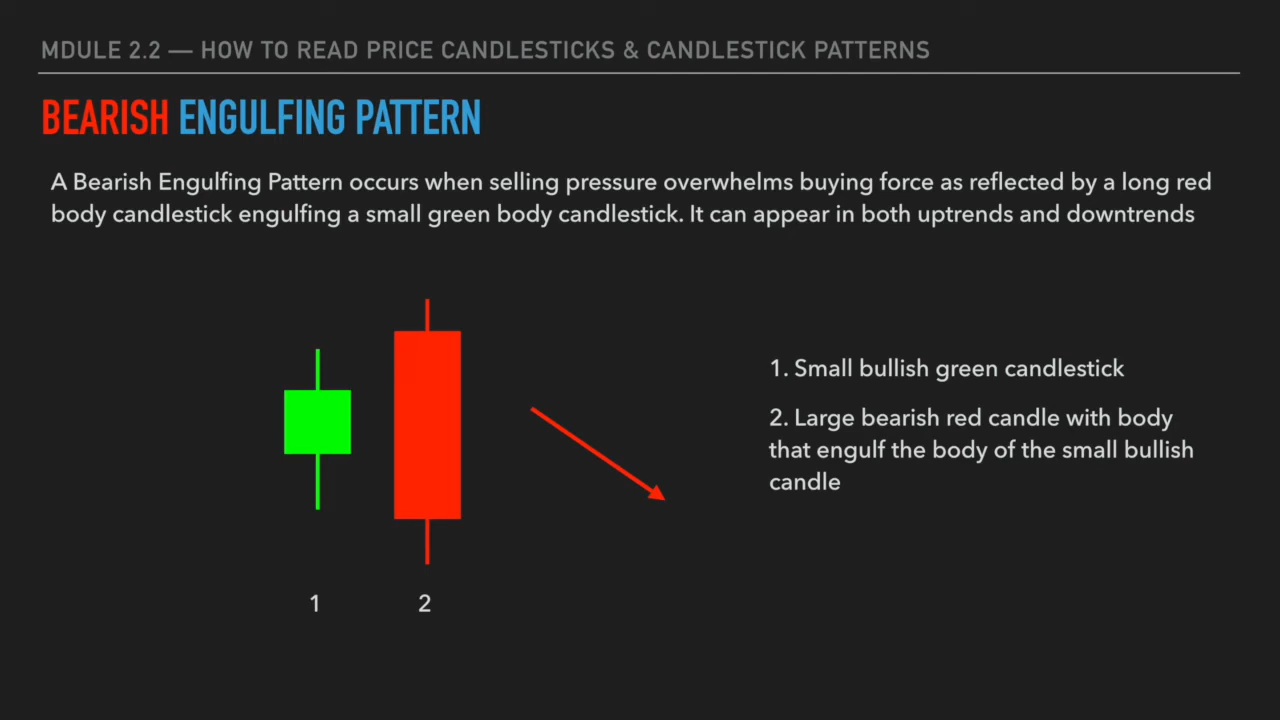 MDULE 2.2 — HOW TO READ PRICE CANDLESTICKS & CANDLESTICK PATTERNS
BEARISH ENGULFING PATTERN
A Bearish Engulfing Pattern occurs when selling pressure overwhelms buying force as reflected by a long red
body candlestick engulfing a small green body candlestick. It can appear in both uptrends and downtrends
1. Small bullish green candlestick
2. Large bearish red candle with body
that engulf the body of the small bullish
candle
1
2